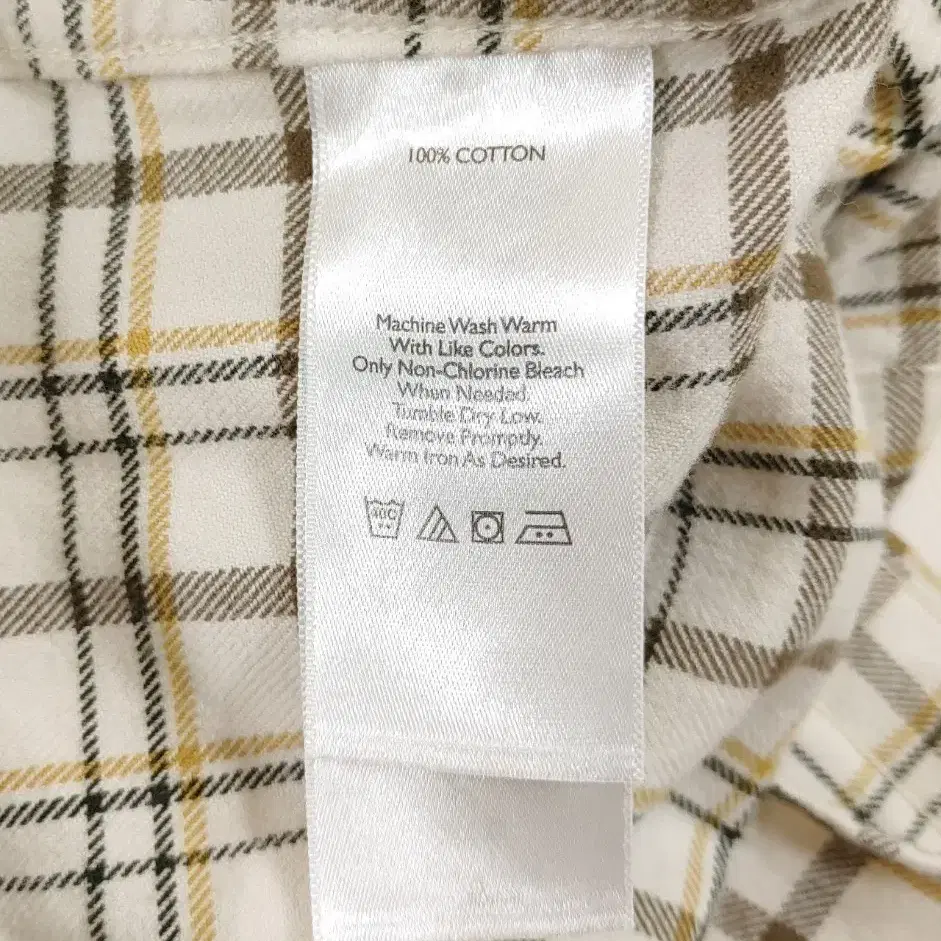 100% COTTON
Machine Wash Warm
With Like Colors.
Only Non-Chlorine Bleach
When Needed.
Tumble Dry Low.
Remove Promptly.
Warm Iron As Desired.
40C